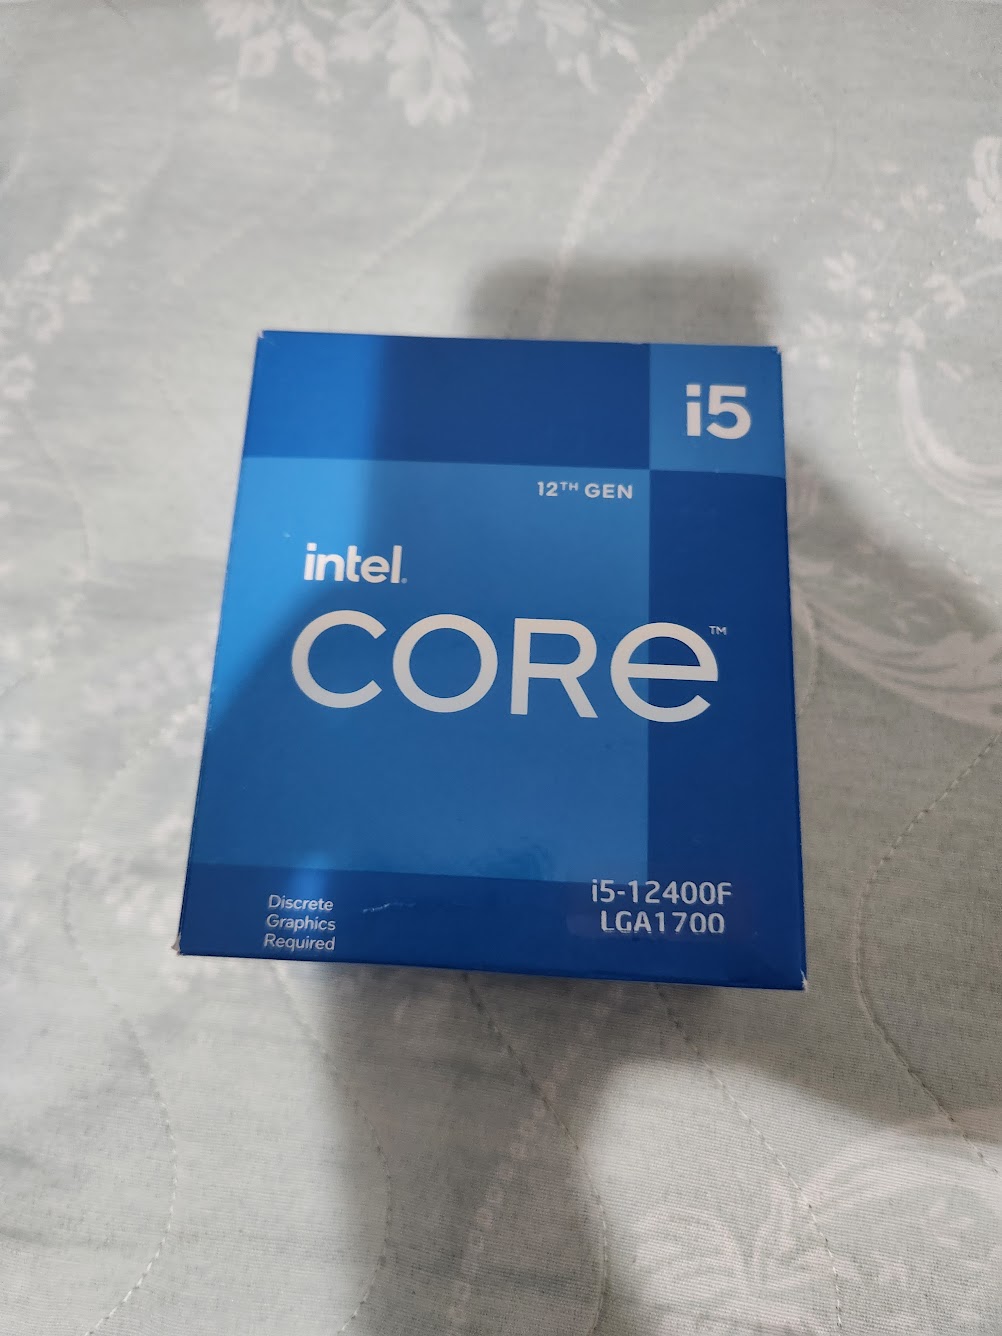 i5
12TH GEN
intel.
CORE™
Discrete
Graphics
Required
i5-12400F
LGA1700